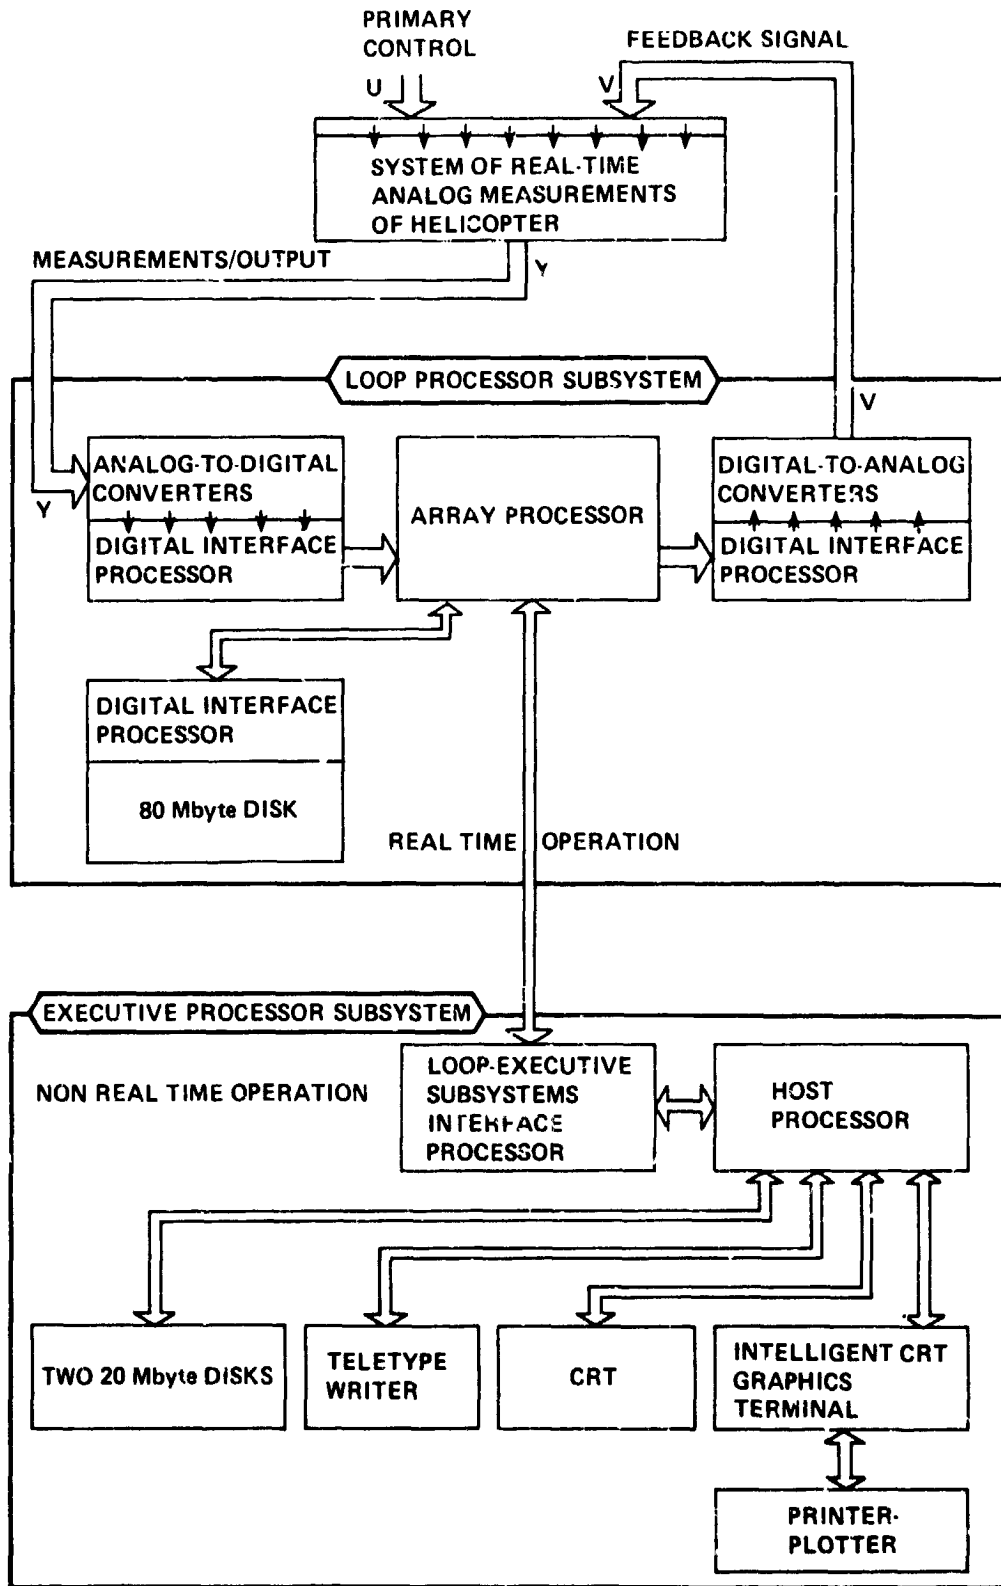 PRIMARY
CONTROL
FEEDBACK SIGNAL
U
V
SYSTEM OF REAL-TIME
ANALOG MEASUREMENTS
OF HELICOPTER
MEASUREMENTS/OUTPUT
Y
LOOP PROCESSOR SUBSYSTEM
V
ANALOG-TO-DIGITAL
CONVERTERS
Y
DIGITAL INTERFACE
PROCESSOR
ARRAY PROCESSOR
DIGITAL-TO-ANALOG
CONVERTERS
DIGITAL INTERFACE
PROCESSOR
DIGITAL INTERFACE
PROCESSOR
80 Mbyte DISK
REAL TIME OPERATION
EXECUTIVE PROCESSOR SUBSYSTEM
NON REAL TIME OPERATION
LOOP-EXECUTIVE
SUBSYSTEMS
INTERFACE
PROCESSOR
HOST
PROCESSOR
TWO 20 Mbyte DISKS
TELETYPE
WRITER
CRT
INTELLIGENT CRT
GRAPHICS
TERMINAL
PRINTER-
PLOTTER